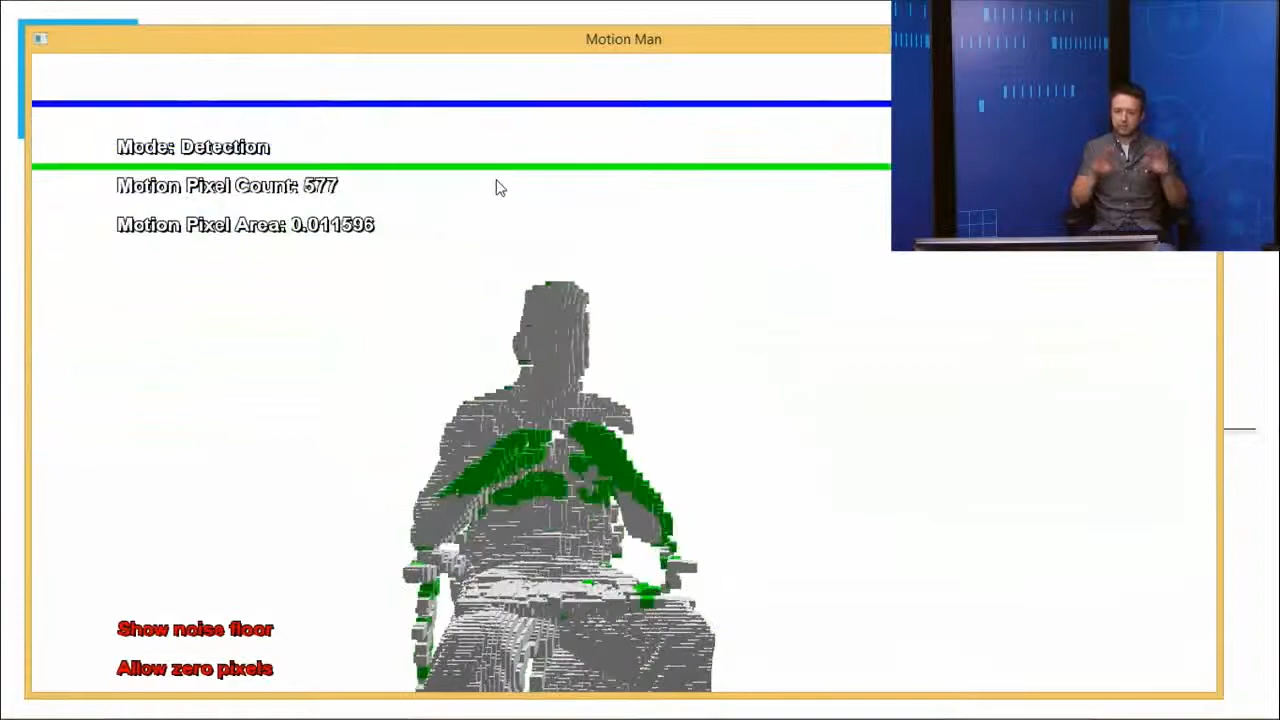 Motion Man
Mode: Detection
Motion Pixel Count: 577
Motion Pixel Area: 0.011596
Show noise floor
Allow zero pixels